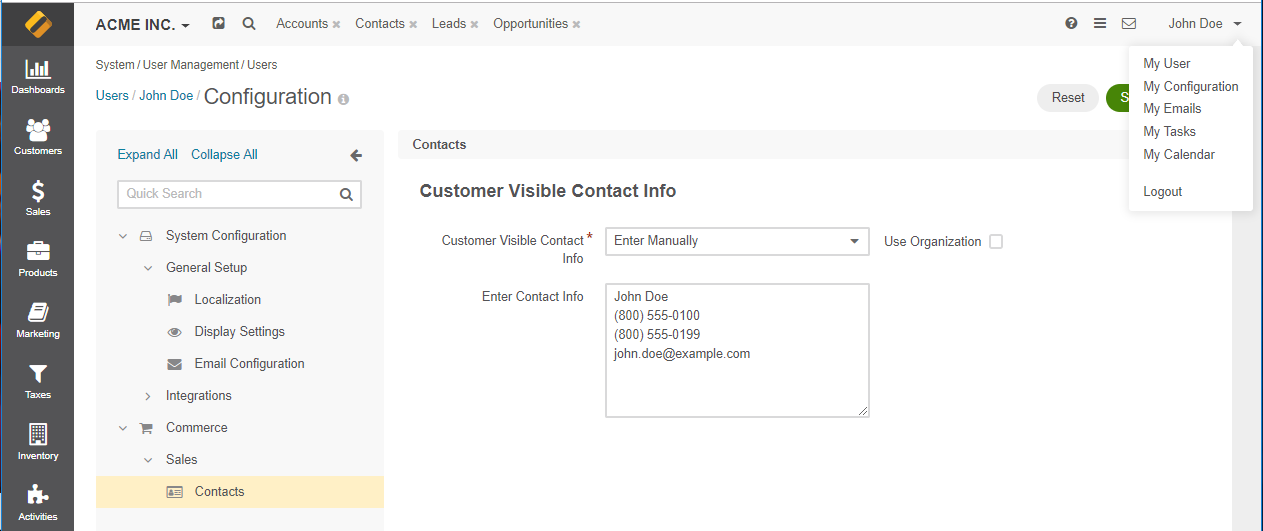 ACME INC.
Accounts
Contacts
Leads
Opportunities
John Doe
My User
My Configuration
My Emails
My Tasks
My Calendar
Logout
Dashboards
Customers
Sales
Products
Marketing
Taxes
Inventory
Activities
System / User Management / Users
Users / John Doe / Configuration
Reset
Expand All
Collapse All
Quick Search
System Configuration
General Setup
Localization
Display Settings
Email Configuration
Integrations
Commerce
Sales
Contacts
Contacts
Customer Visible Contact Info
Customer Visible Contact *
Info
Enter Manually
Use Organization
Enter Contact Info
John Doe
(800) 555-0100
(800) 555-0199
john.doe@example.com